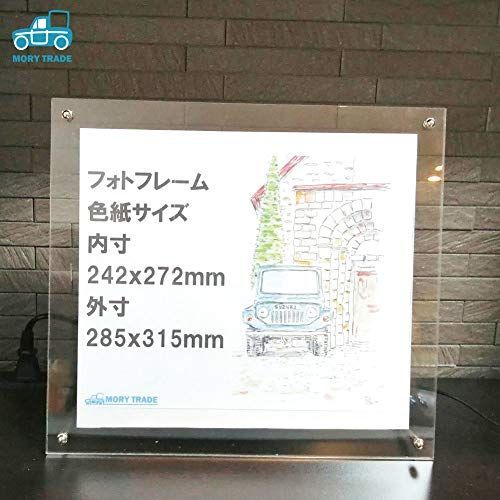 MORY TRADE
フォトフレーム
色紙サイズ
内寸
242x272mm
外寸
285x315mm
SUZUKI
MORY TRADE